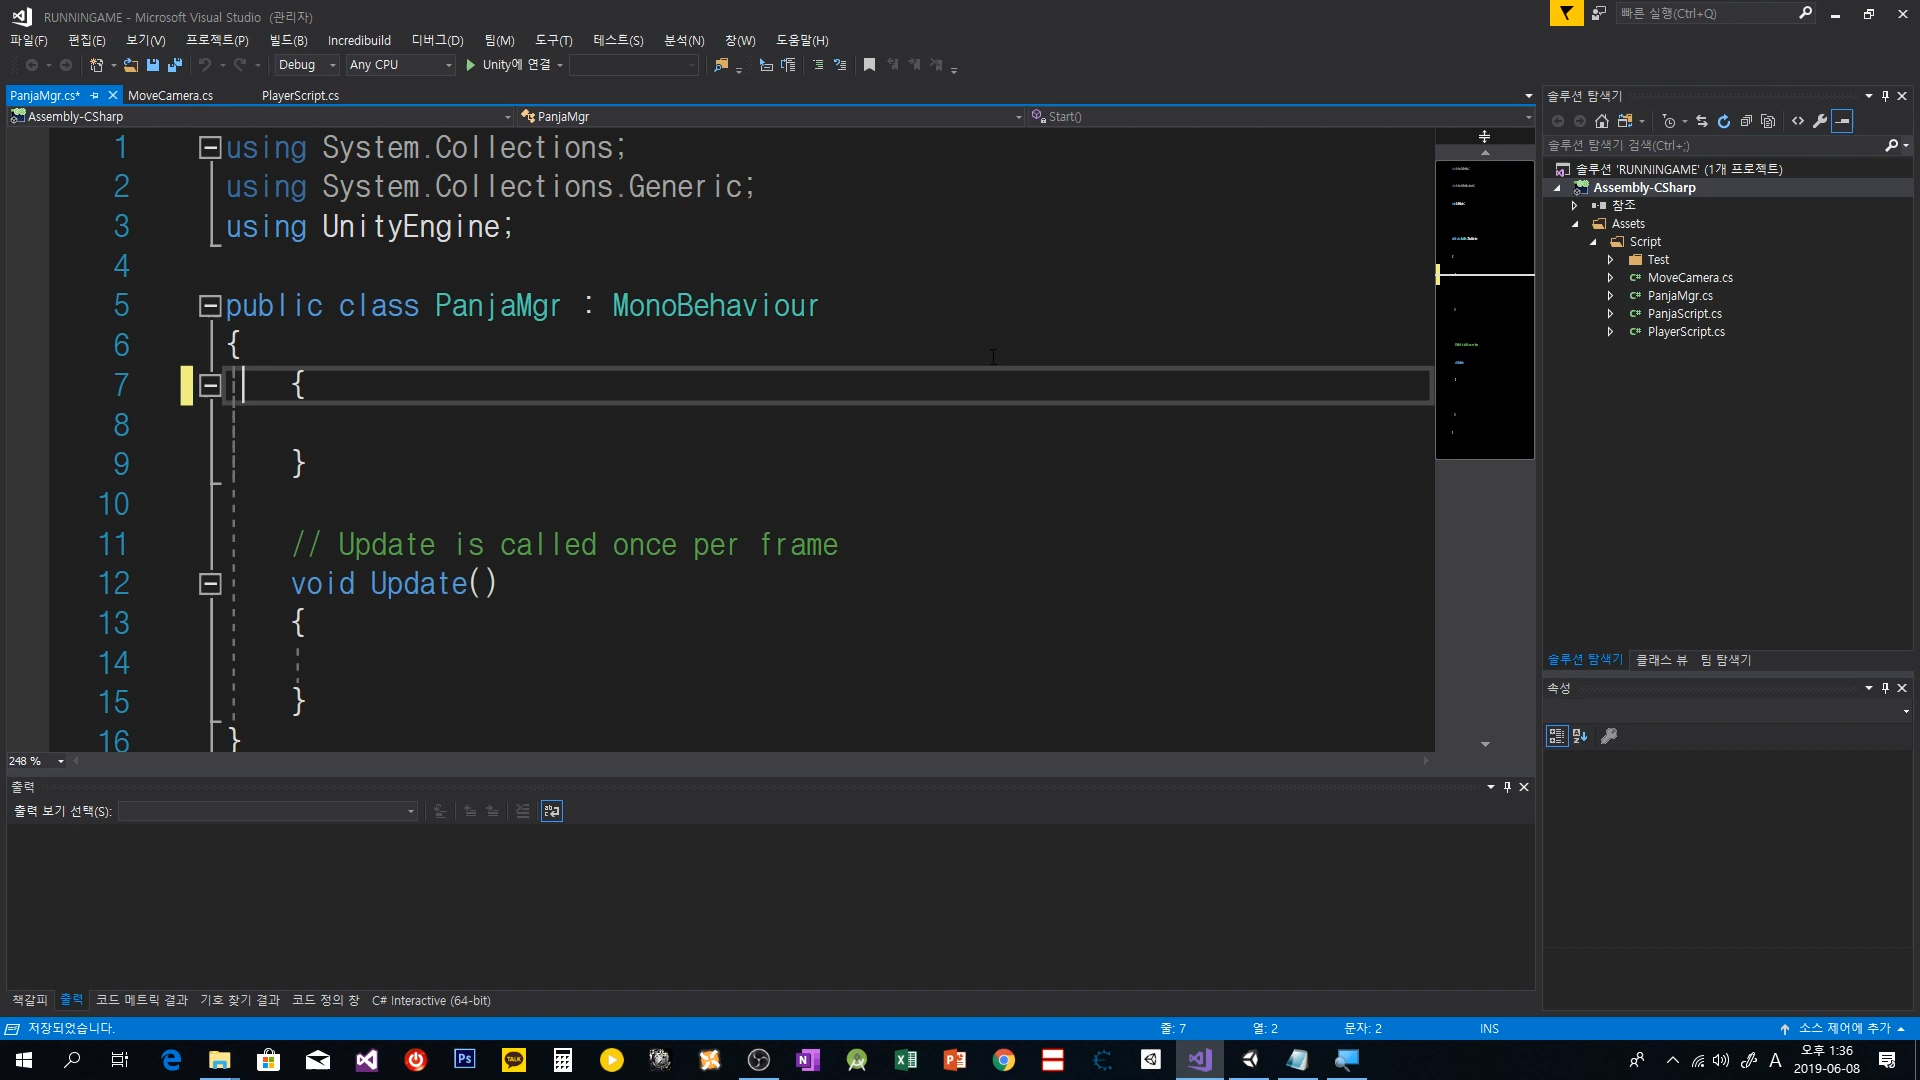 RUNNINGAME - Microsoft Visual Studio (관리자)
빠른 실행(Ctrl+Q)
파일(F) 편집(E) 보기(V) 프로젝트(P) 빌드(B) Incredibuild 디버그(D) 팀(M) 도구(T) 테스트(S) 분석(N) 창(W) 도움말(H)
Debug Any CPU Unity에 연결
PanjaMgr.cs* MoveCamera.cs PlayerScript.cs
Assembly-CSharp PanjaMgr Start()
1 using System.Collections;
2 using System.Collections.Generic;
3 using UnityEngine;
4
5 public class PanjaMgr : MonoBehaviour
6 {
7 {
8
9 }
10
11 // Update is called once per frame
12 void Update()
13 {
14
15 }
16 }
248 %
솔루션 탐색기
솔루션 탐색기 검색(Ctrl+;)
솔루션 'RUNNINGAME' (1개 프로젝트)
Assembly-CSharp
참조
Assets
Script
Test
C# MoveCamera.cs
C# PanjaMgr.cs
C# PanjaScript.cs
C# PlayerScript.cs
솔루션 탐색기 클래스 뷰 팀 탐색기
속성
출력
출력 보기 선택(S):
책갈피 출력 코드 메트릭 결과 기호 찾기 결과 코드 정의 창 C# Interactive (64-bit)
저장되었습니다. 줄: 7 열: 2 문자: 2 INS 소스 제어에 추가
Ps
TALK
A
오후 1:36
2019-06-08